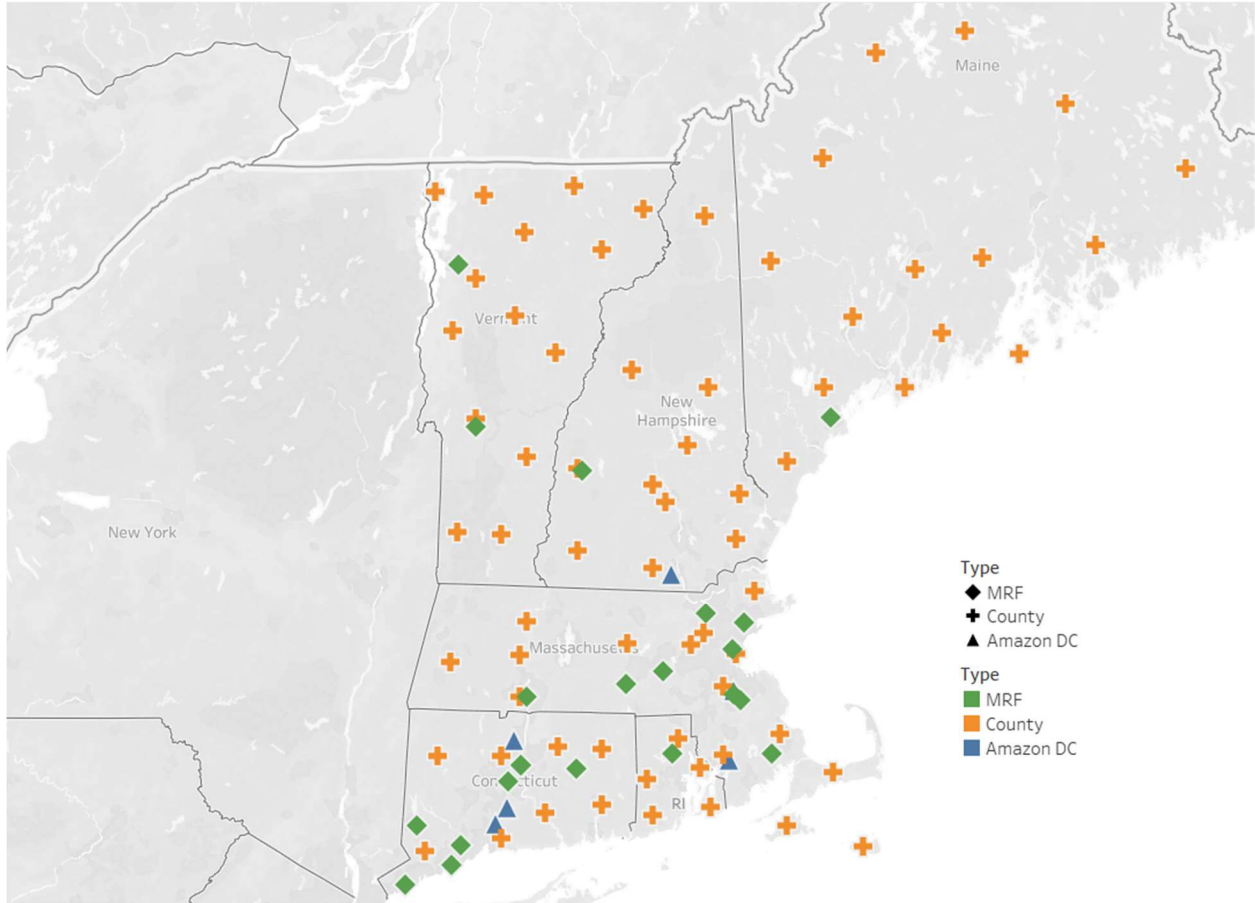 Maine
Vermont
New
Hampshire
New York
Massachusetts
Connecticut
RI
Type
MRF
County
Amazon DC
Type
MRF
County
Amazon DC